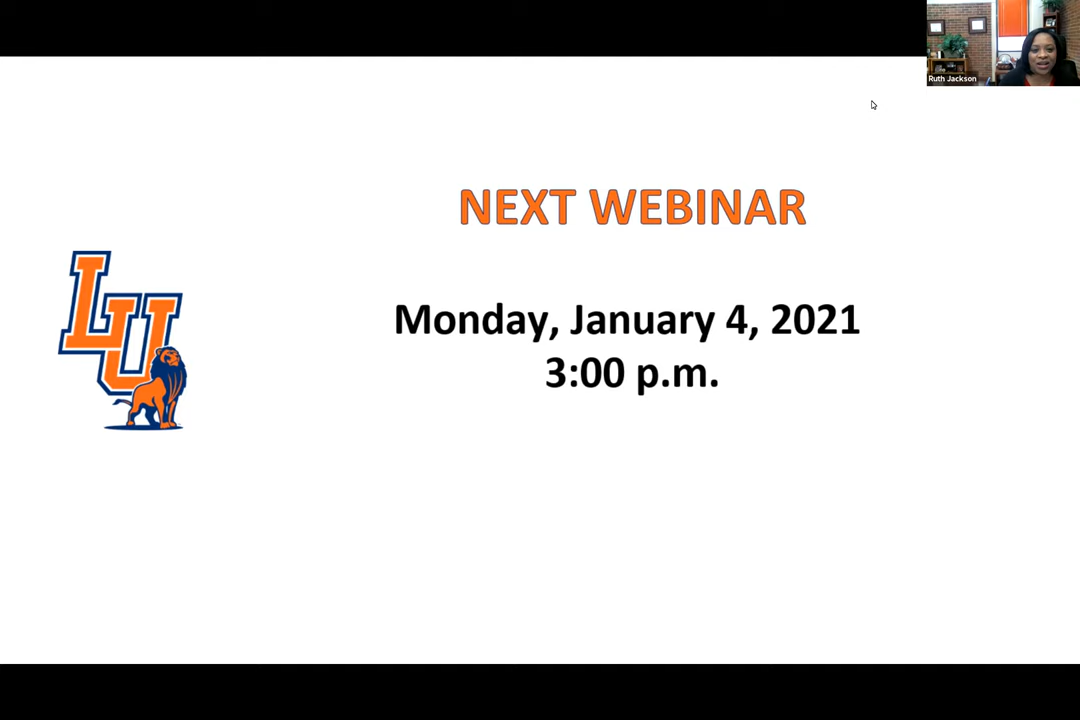 Ruth Jackson
NEXT WEBINAR
LU
Monday, January 4, 2021
3:00 p.m.